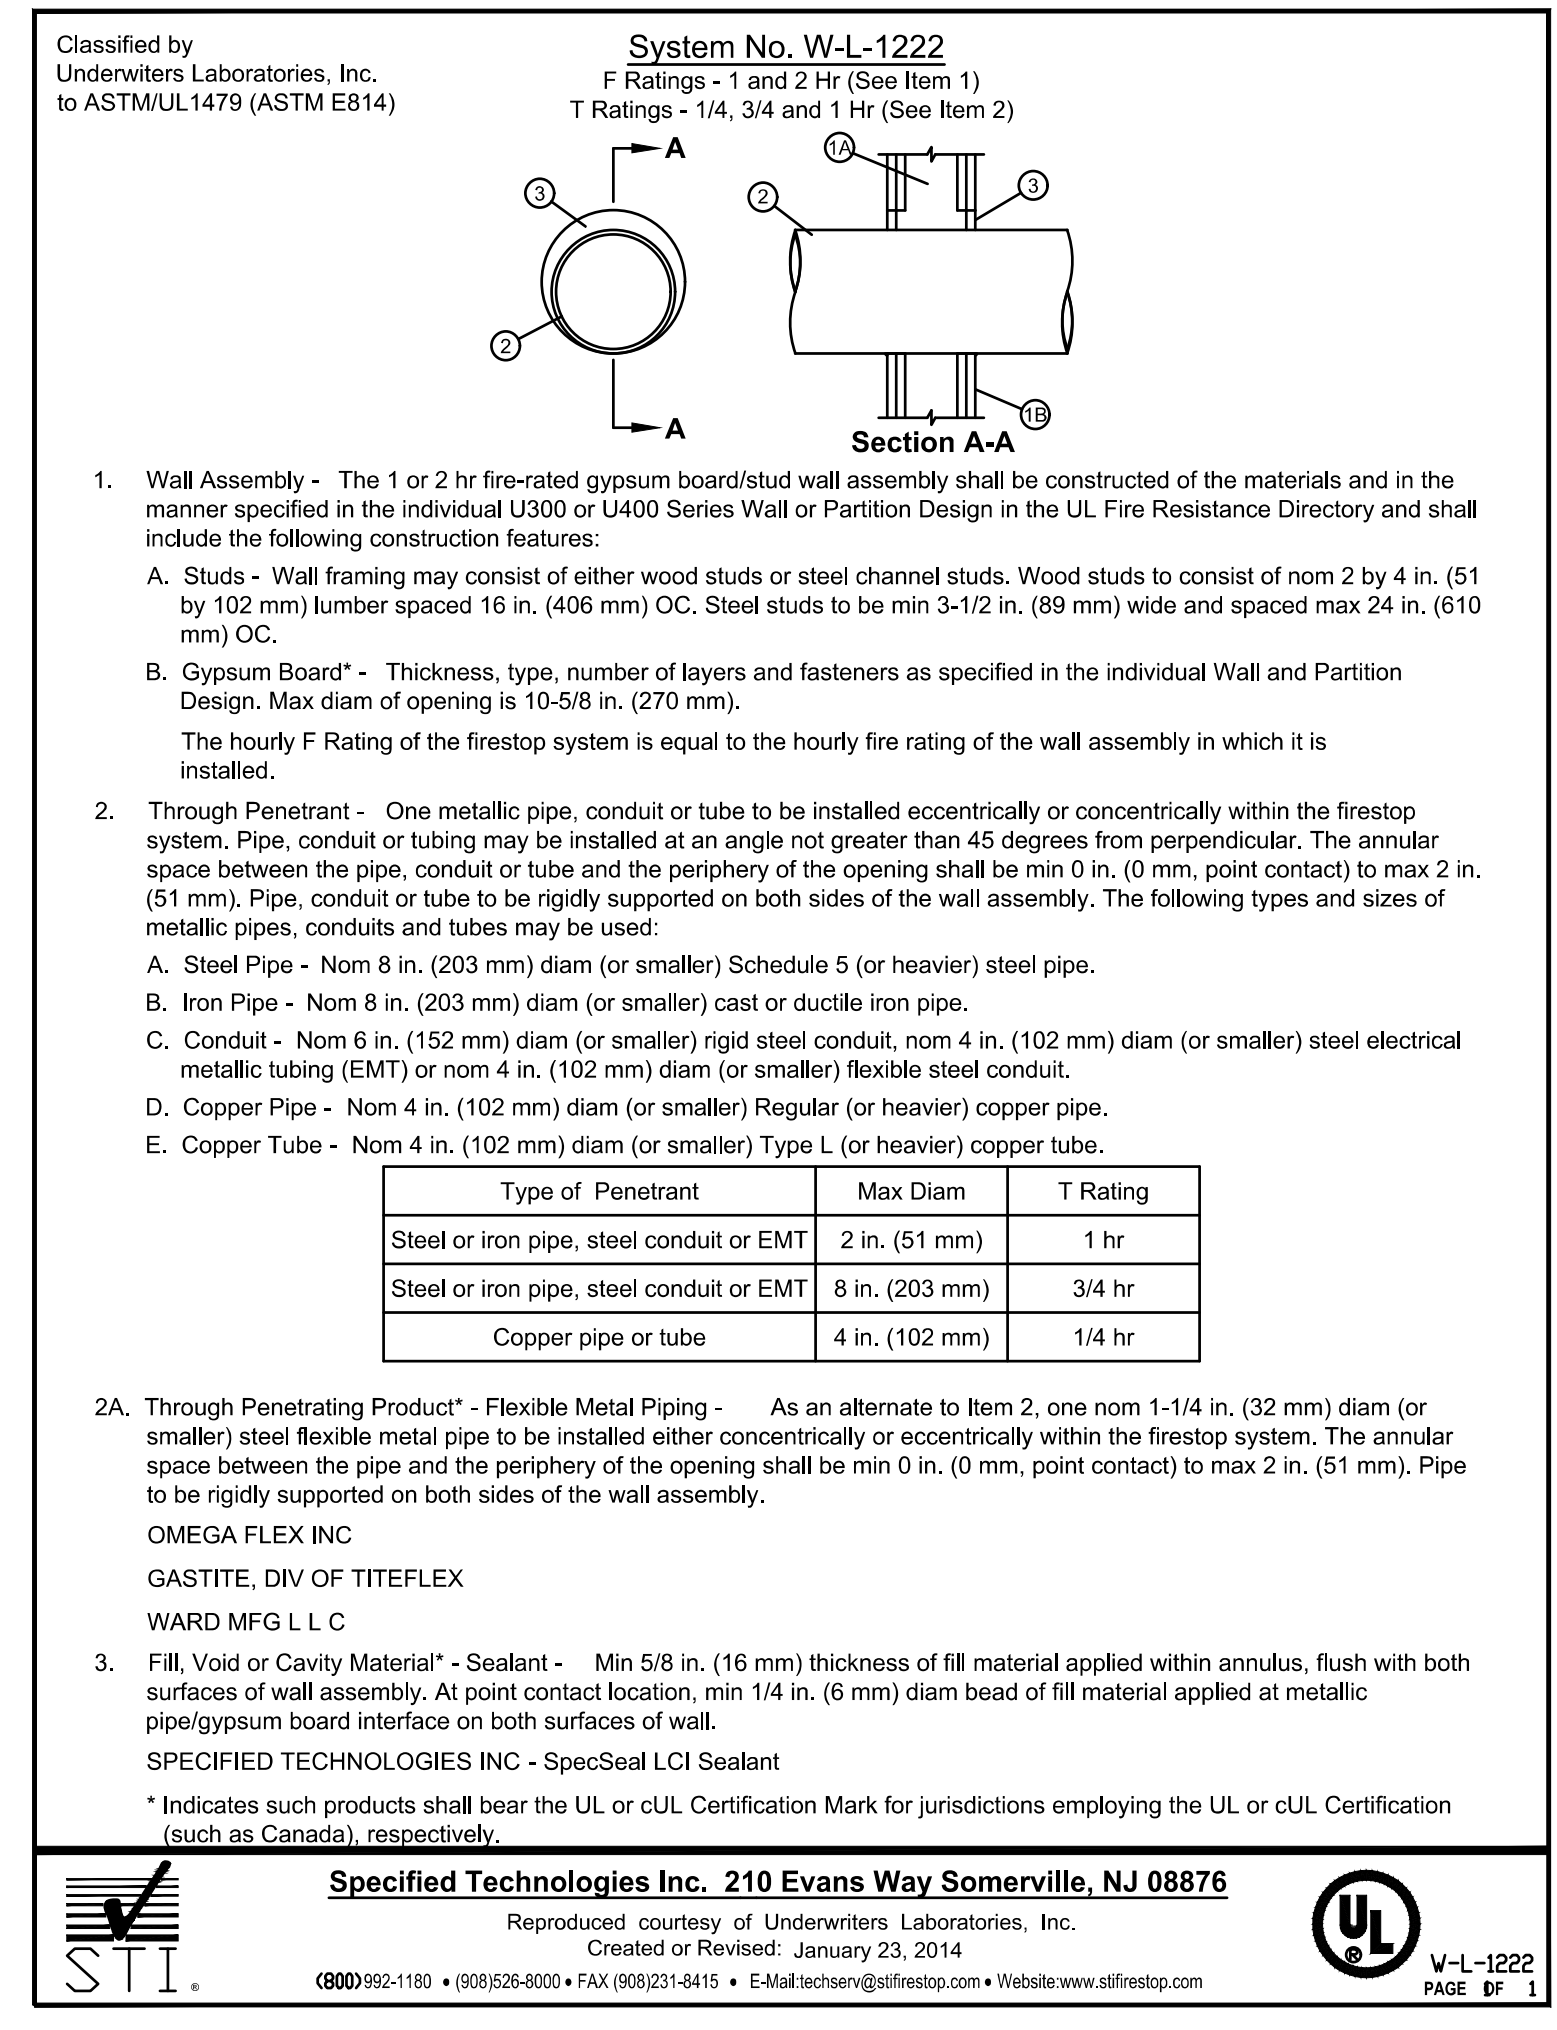 Classified by
Underwiters Laboratories, Inc.
to ASTM/UL1479 (ASTM E814)
System No. W-L-1222
F Ratings - 1 and 2 Hr (See Item 1)
T Ratings - 1/4, 3/4 and 1 Hr (See Item 2)
A
1A
3
2
3
2
A
1B
Section A-A
1. Wall Assembly - The 1 or 2 hr fire-rated gypsum board/stud wall assembly shall be constructed of the materials and in the
manner specified in the individual U300 or U400 Series Wall or Partition Design in the UL Fire Resistance Directory and shall
include the following construction features:
A. Studs - Wall framing may consist of either wood studs or steel channel studs. Wood studs to consist of nom 2 by 4 in. (51
by 102 mm) lumber spaced 16 in. (406 mm) OC. Steel studs to be min 3-1/2 in. (89 mm) wide and spaced max 24 in. (610
mm) OC.
B. Gypsum Board* - Thickness, type, number of layers and fasteners as specified in the individual Wall and Partition
Design. Max diam of opening is 10-5/8 in. (270 mm).
The hourly F Rating of the firestop system is equal to the hourly fire rating of the wall assembly in which it is
installed.
2. Through Penetrant - One metallic pipe, conduit or tube to be installed eccentrically or concentrically within the firestop
system. Pipe, conduit or tubing may be installed at an angle not greater than 45 degrees from perpendicular. The annular
space between the pipe, conduit or tube and the periphery of the opening shall be min 0 in. (0 mm, point contact) to max 2 in.
(51 mm). Pipe, conduit or tube to be rigidly supported on both sides of the wall assembly. The following types and sizes of
metallic pipes, conduits and tubes may be used:
A. Steel Pipe - Nom 8 in. (203 mm) diam (or smaller) Schedule 5 (or heavier) steel pipe.
B. Iron Pipe - Nom 8 in. (203 mm) diam (or smaller) cast or ductile iron pipe.
C. Conduit - Nom 6 in. (152 mm) diam (or smaller) rigid steel conduit, nom 4 in. (102 mm) diam (or smaller) steel electrical
metallic tubing (EMT) or nom 4 in. (102 mm) diam (or smaller) flexible steel conduit.
D. Copper Pipe - Nom 4 in. (102 mm) diam (or smaller) Regular (or heavier) copper pipe.
E. Copper Tube - Nom 4 in. (102 mm) diam (or smaller) Type L (or heavier) copper tube.
Type of Penetrant Max Diam T Rating
Steel or iron pipe, steel conduit or EMT 2 in. (51 mm) 1 hr
Steel or iron pipe, steel conduit or EMT 8 in. (203 mm) 3/4 hr
Copper pipe or tube 4 in. (102 mm) 1/4 hr
2A. Through Penetrating Product* - Flexible Metal Piping - As an alternate to Item 2, one nom 1-1/4 in. (32 mm) diam (or
smaller) steel flexible metal pipe to be installed either concentrically or eccentrically within the firestop system. The annular
space between the pipe and the periphery of the opening shall be min 0 in. (0 mm, point contact) to max 2 in. (51 mm). Pipe
to be rigidly supported on both sides of the wall assembly.
OMEGA FLEX INC
GASTITE, DIV OF TITEFLEX
WARD MFG L L C
3. Fill, Void or Cavity Material* - Sealant - Min 5/8 in. (16 mm) thickness of fill material applied within annulus, flush with both
surfaces of wall assembly. At point contact location, min 1/4 in. (6 mm) diam bead of fill material applied at metallic
pipe/gypsum board interface on both surfaces of wall.
SPECIFIED TECHNOLOGIES INC - SpecSeal LCI Sealant
* Indicates such products shall bear the UL or cUL Certification Mark for jurisdictions employing the UL or cUL Certification
(such as Canada), respectively.
STI ®
Specified Technologies Inc. 210 Evans Way Somerville, NJ 08876
Reproduced courtesy of Underwriters Laboratories, Inc.
Created or Revised: January 23, 2014
(800)992-1180 • (908)526-8000 • FAX (908)231-8415 • E-Mail:techserv@stifirestop.com • Website:www.stifirestop.com
UL ®
W-L-1222
PAGE 1 OF 1